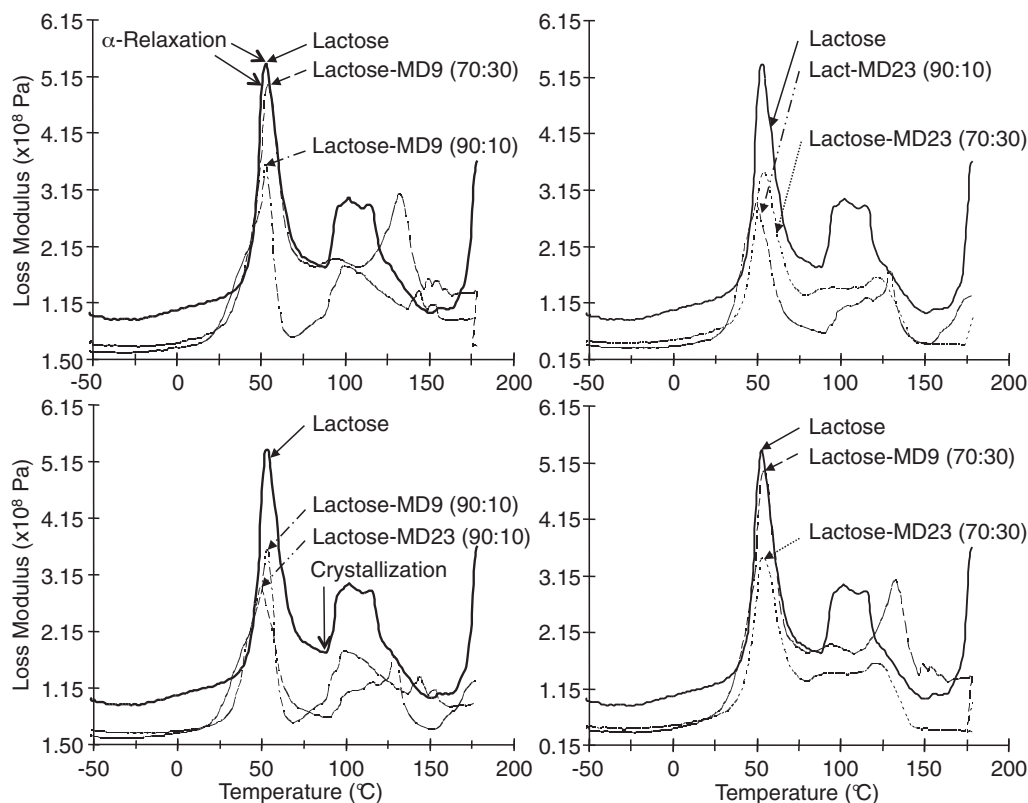 6.15
5.15
4.15
3.15
2.15
1.15
1.50
Loss Modulus (x10⁸ Pa)
α-Relaxation
Lactose
Lactose-MD9 (70:30)
Lactose-MD9 (90:10)
-50 0 50 100 150 200
6.15
5.15
4.15
3.15
2.15
1.15
0.15
Lactose
Lact-MD23 (90:10)
Lactose-MD23 (70:30)
-50 0 50 100 150 200
6.15
5.15
4.15
3.15
2.15
1.15
1.50
Loss Modulus (x10⁸ Pa)
Lactose
Lactose-MD9 (90:10)
Lactose-MD23 (90:10)
Crystallization
-50 0 50 100 150 200
Temperature (°C)
6.15
5.15
4.15
3.15
2.15
1.15
0.15
Lactose
Lactose-MD9 (70:30)
Lactose-MD23 (70:30)
-50 0 50 100 150 200
Temperature (°C)